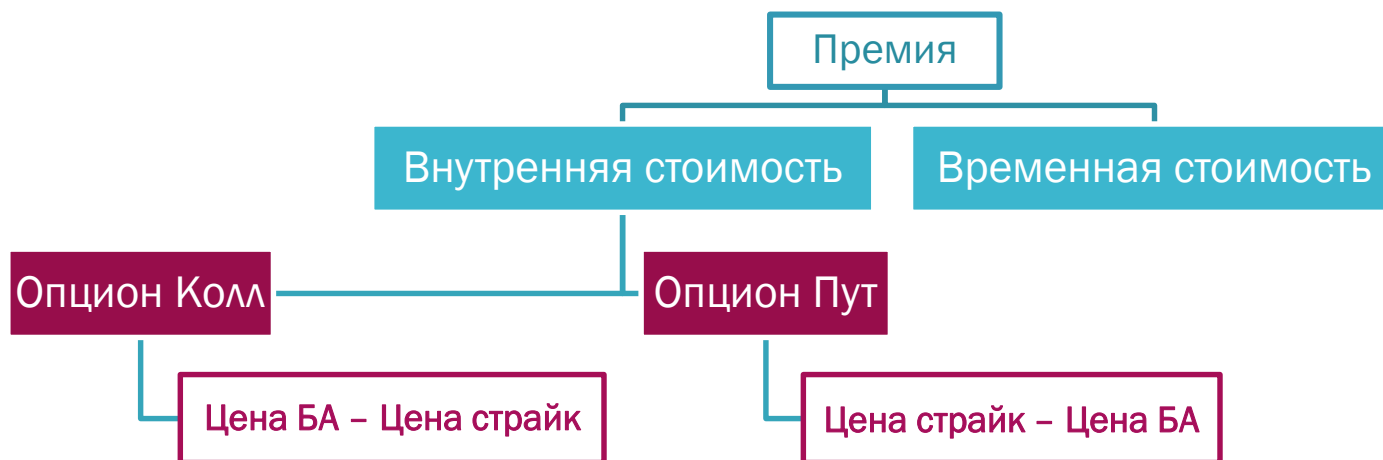 Премия
Внутренняя стоимость
Временная стоимость
Опцион Колл
Опцион Пут
Цена БА – Цена страйк
Цена страйк – Цена БА